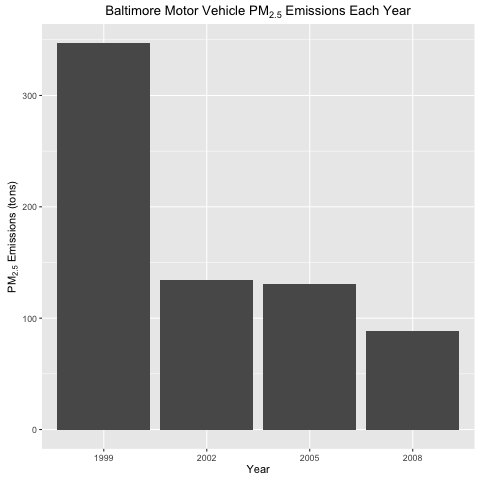 Baltimore Motor Vehicle PM2.5 Emissions Each Year
PM2.5 Emissions (tons)
300
200
100
0
1999 2002 2005 2008
Year